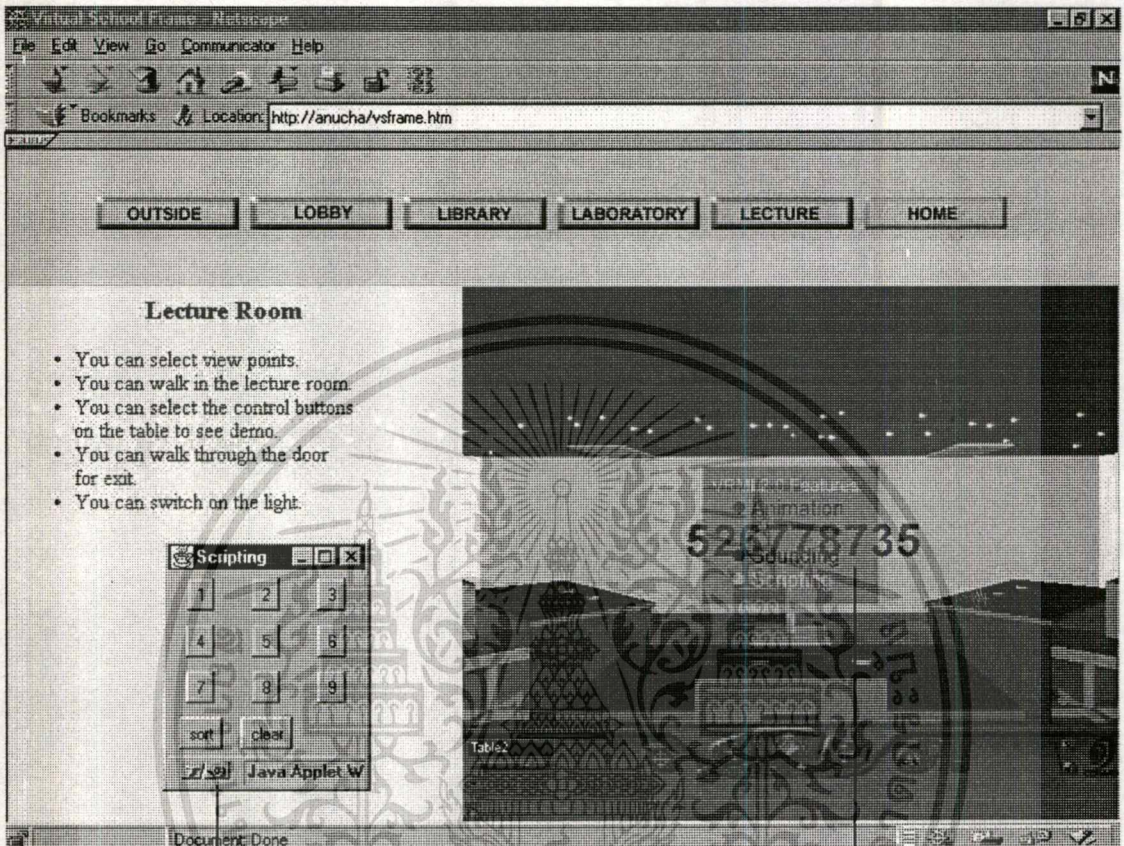 Virtual School Frame - Netscape
File Edit View Go Communicator Help
N
Bookmarks Location: http://anucha/vsframe.htm
OUTSIDE LOBBY LIBRARY LABORATORY LECTURE HOME
Lecture Room
• You can select view points.
• You can walk in the lecture room.
• You can select the control buttons
on the table to see demo.
• You can walk through the door
for exit.
• You can switch on the light.
VRML 2.0 Features
Animation
526778735
Sounding
Scripting
Scripting
1 2 3
4 5 6
7 8 9
sort clear
Java Applet W
Table2
Document: Done